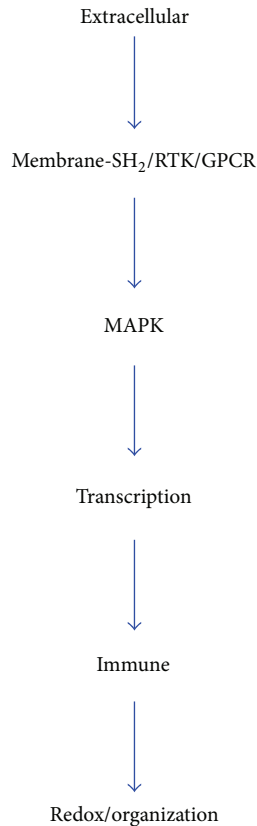 Extracellular
Membrane-SH₂/RTK/GPCR
MAPK
Transcription
Immune
Redox/organization